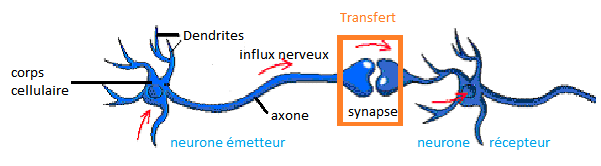 Transfert
Dendrites
influx nerveux
corps
cellulaire
axone
synapse
neurone émetteur
neurone récepteur